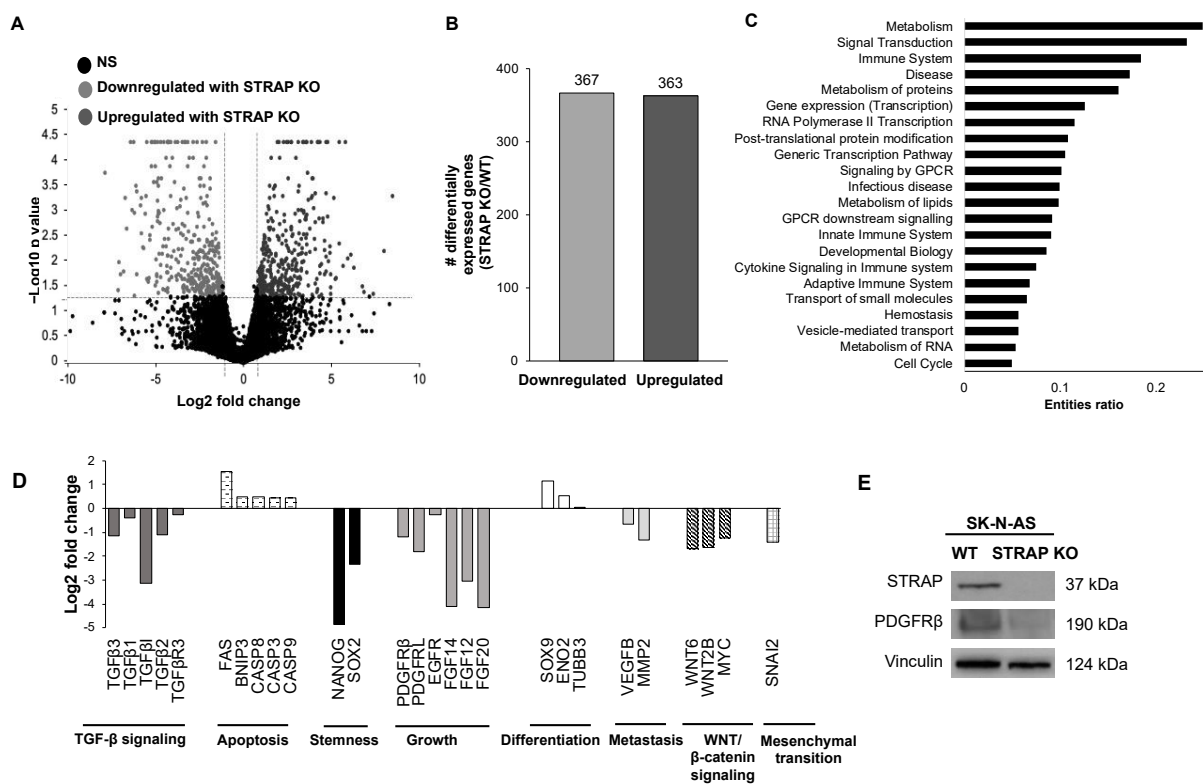 A
NS
Downregulated with STRAP KO
Upregulated with STRAP KO
5
4.5
4
3.5
3
2.5
2
1.5
1
0.5
0
−Log10 p value
-10
-5
0
5
10
Log2 fold change
B
# differentially
expressed genes
(STRAP KO/WT)
400
300
200
100
0
367
363
Downregulated
Upregulated
C
Metabolism
Signal Transduction
Immune System
Disease
Metabolism of proteins
Gene expression (Transcription)
RNA Polymerase II Transcription
Post-translational protein modification
Generic Transcription Pathway
Signaling by GPCR
Infectious disease
Metabolism of lipids
GPCR downstream signalling
Innate Immune System
Developmental Biology
Cytokine Signaling in Immune system
Adaptive Immune System
Transport of small molecules
Hemostasis
Vesicle-mediated transport
Metabolism of RNA
Cell Cycle
0
0.1
0.2
Entities ratio
D
Log2 fold change
2
1
0
-1
-2
-3
-4
-5
TGFβ3
TGFβ1
TGFβI
TGFβ2
TGFβR3
FAS
BNIP3
CASP8
CASP3
CASP9
NANOG
SOX2
PDGFRβ
PDGFRL
EGFR
FGF14
FGF12
FGF20
SOX9
ENO2
TUBB3
VEGFB
MMP2
WNT6
WNT2B
MYC
SNAI2
TGF-β signaling
Apoptosis
Stemness
Growth
Differentiation
Metastasis
WNT/
β-catenin
signaling
Mesenchymal
transition
E
SK-N-AS
WT STRAP KO
STRAP 37 kDa
PDGFRβ 190 kDa
Vinculin 124 kDa